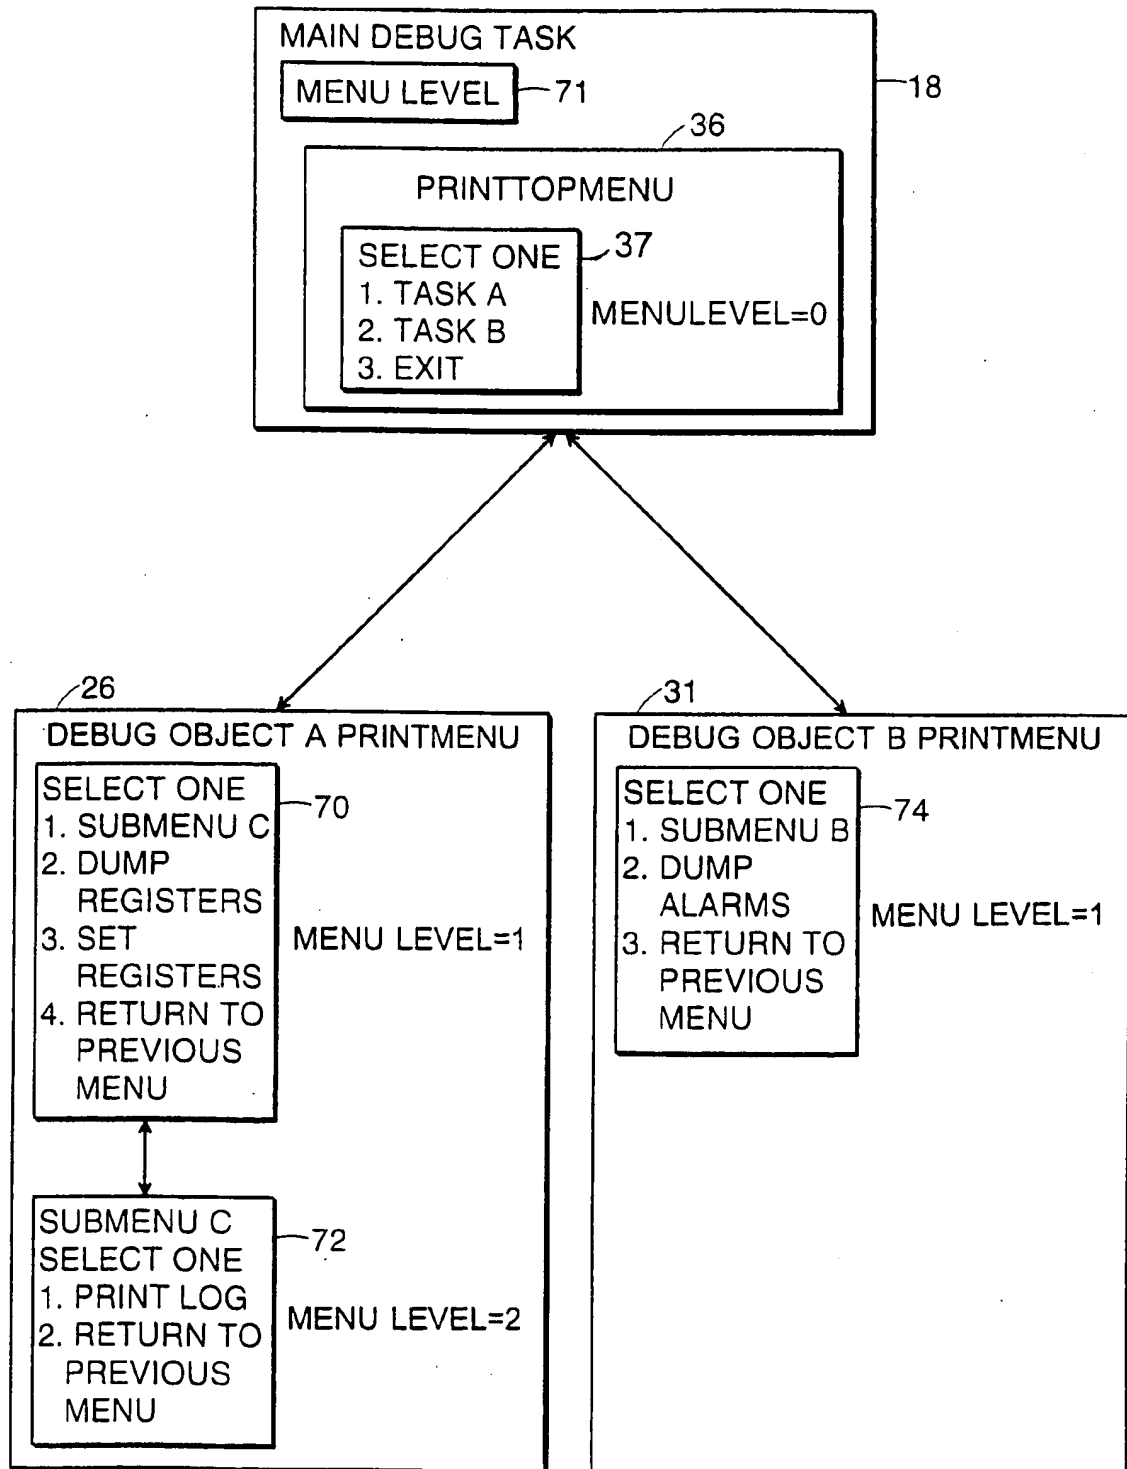 MAIN DEBUG TASK
MENU LEVEL
71
18
36
PRINTTOPMENU
SELECT ONE
1. TASK A
2. TASK B
3. EXIT
37
MENULEVEL=0
26
DEBUG OBJECT A PRINTMENU
SELECT ONE
1. SUBMENU C
2. DUMP
REGISTERS
3. SET
REGISTERS
4. RETURN TO
PREVIOUS
MENU
70
MENU LEVEL=1
SUBMENU C
SELECT ONE
1. PRINT LOG
2. RETURN TO
PREVIOUS
MENU
72
MENU LEVEL=2
31
DEBUG OBJECT B PRINTMENU
SELECT ONE
1. SUBMENU B
2. DUMP
ALARMS
3. RETURN TO
PREVIOUS
MENU
74
MENU LEVEL=1